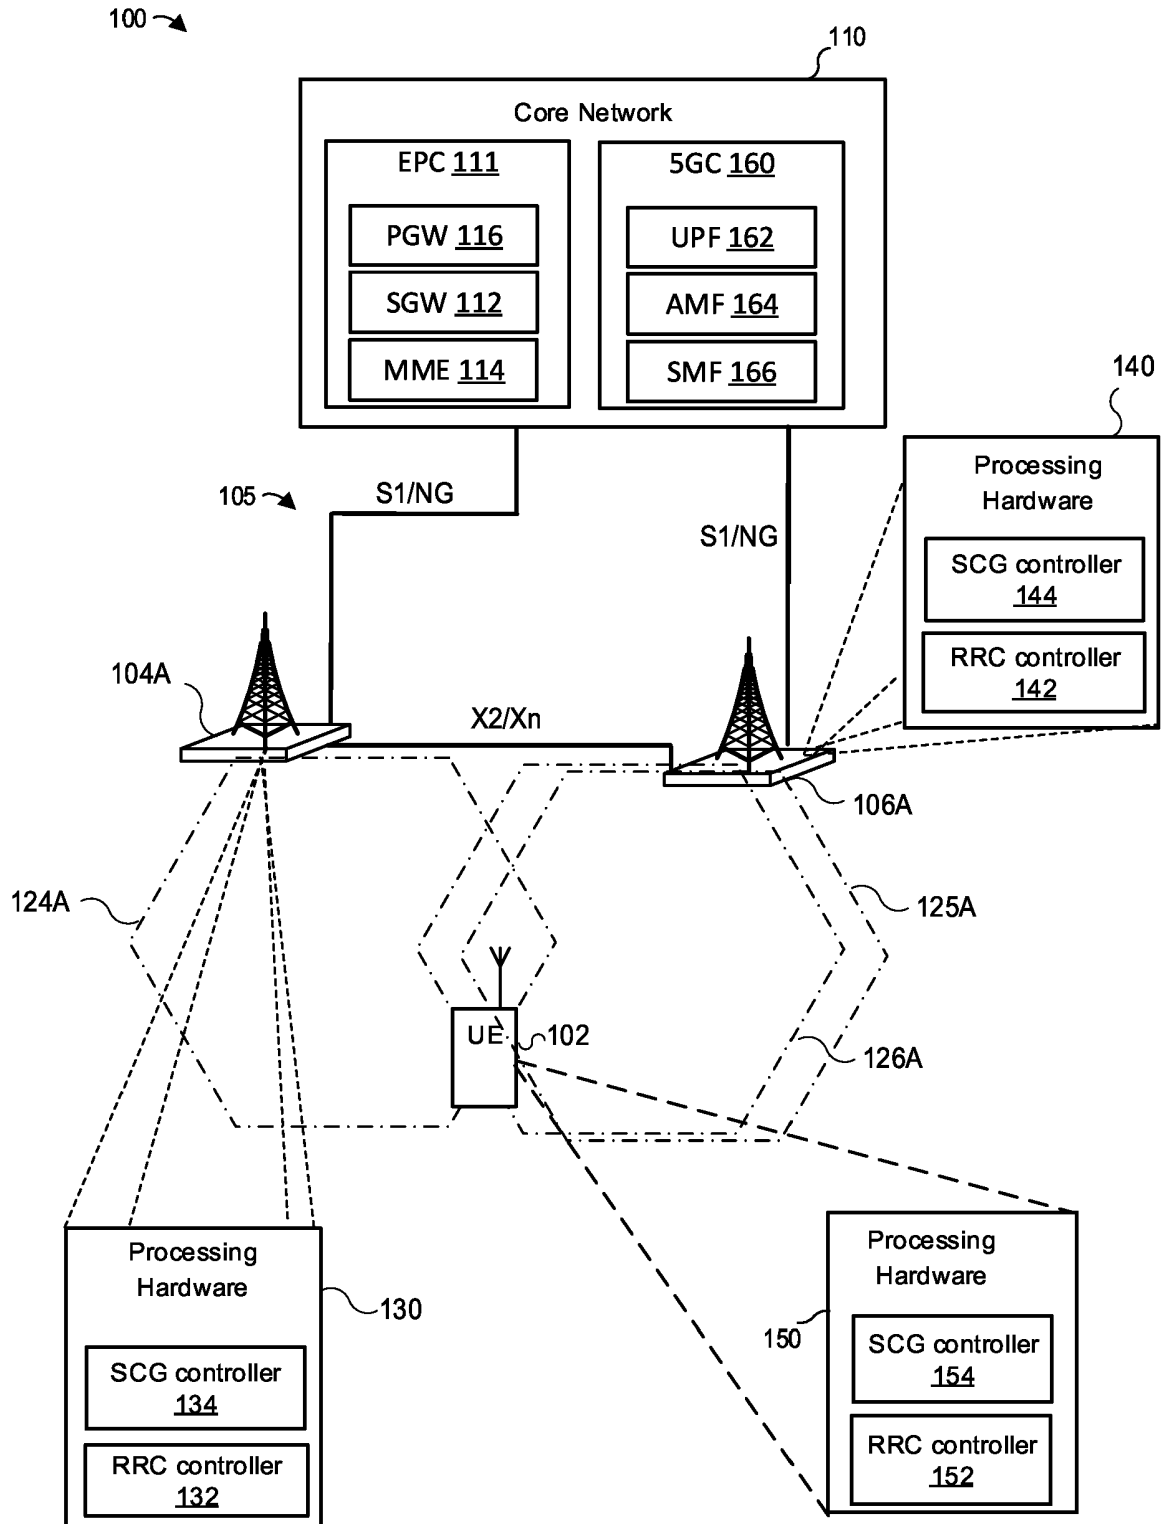 100
110
Core Network
EPC 111
PGW 116
SGW 112
MME 114
5GC 160
UPF 162
AMF 164
SMF 166
140
Processing
Hardware
SCG controller
144
RRC controller
142
105
S1/NG
S1/NG
104A
X2/Xn
106A
124A
125A
UE
102
126A
Processing
Hardware
130
SCG controller
134
RRC controller
132
Processing
Hardware
150
SCG controller
154
RRC controller
152